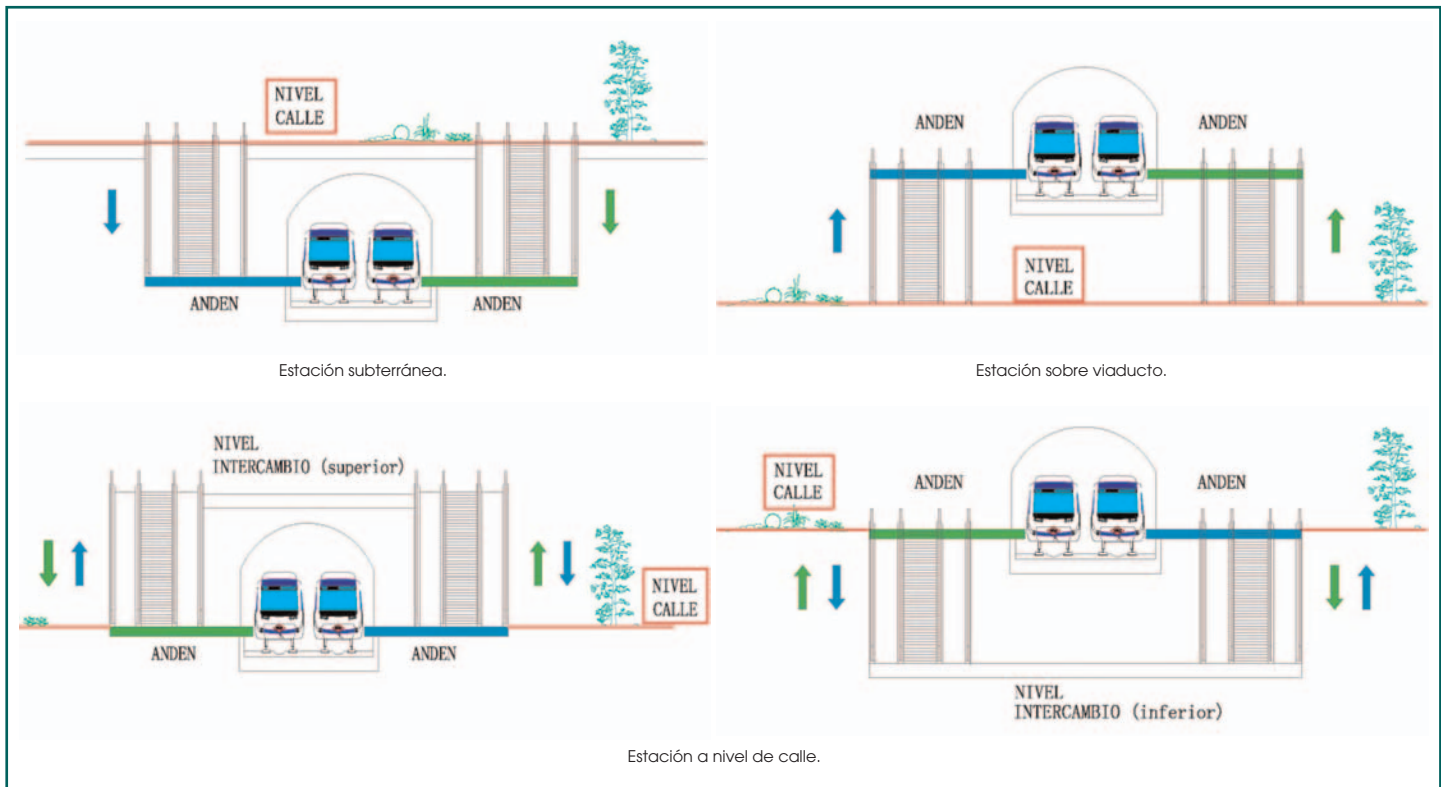 NIVEL
CALLE
ANDEN
ANDEN
Estación subterránea.
ANDEN
ANDEN
NIVEL
CALLE
Estación sobre viaducto.
NIVEL
INTERCAMBIO (superior)
NIVEL
CALLE
ANDEN
ANDEN
NIVEL
CALLE
ANDEN
ANDEN
NIVEL
INTERCAMBIO (inferior)
Estación a nivel de calle.